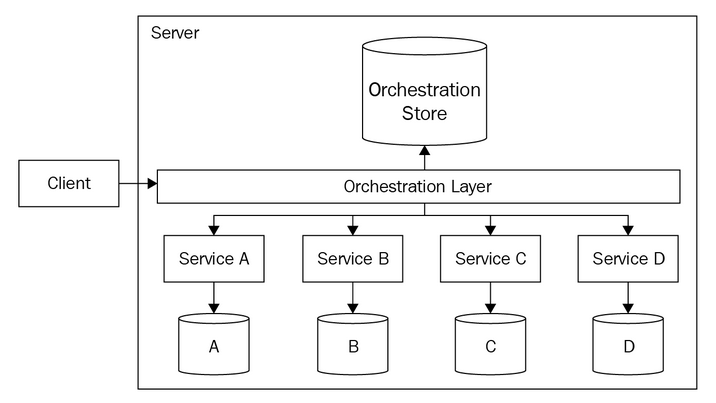 Server
Orchestration
Store
Client
Orchestration Layer
Service A
Service B
Service C
Service D
A
B
C
D